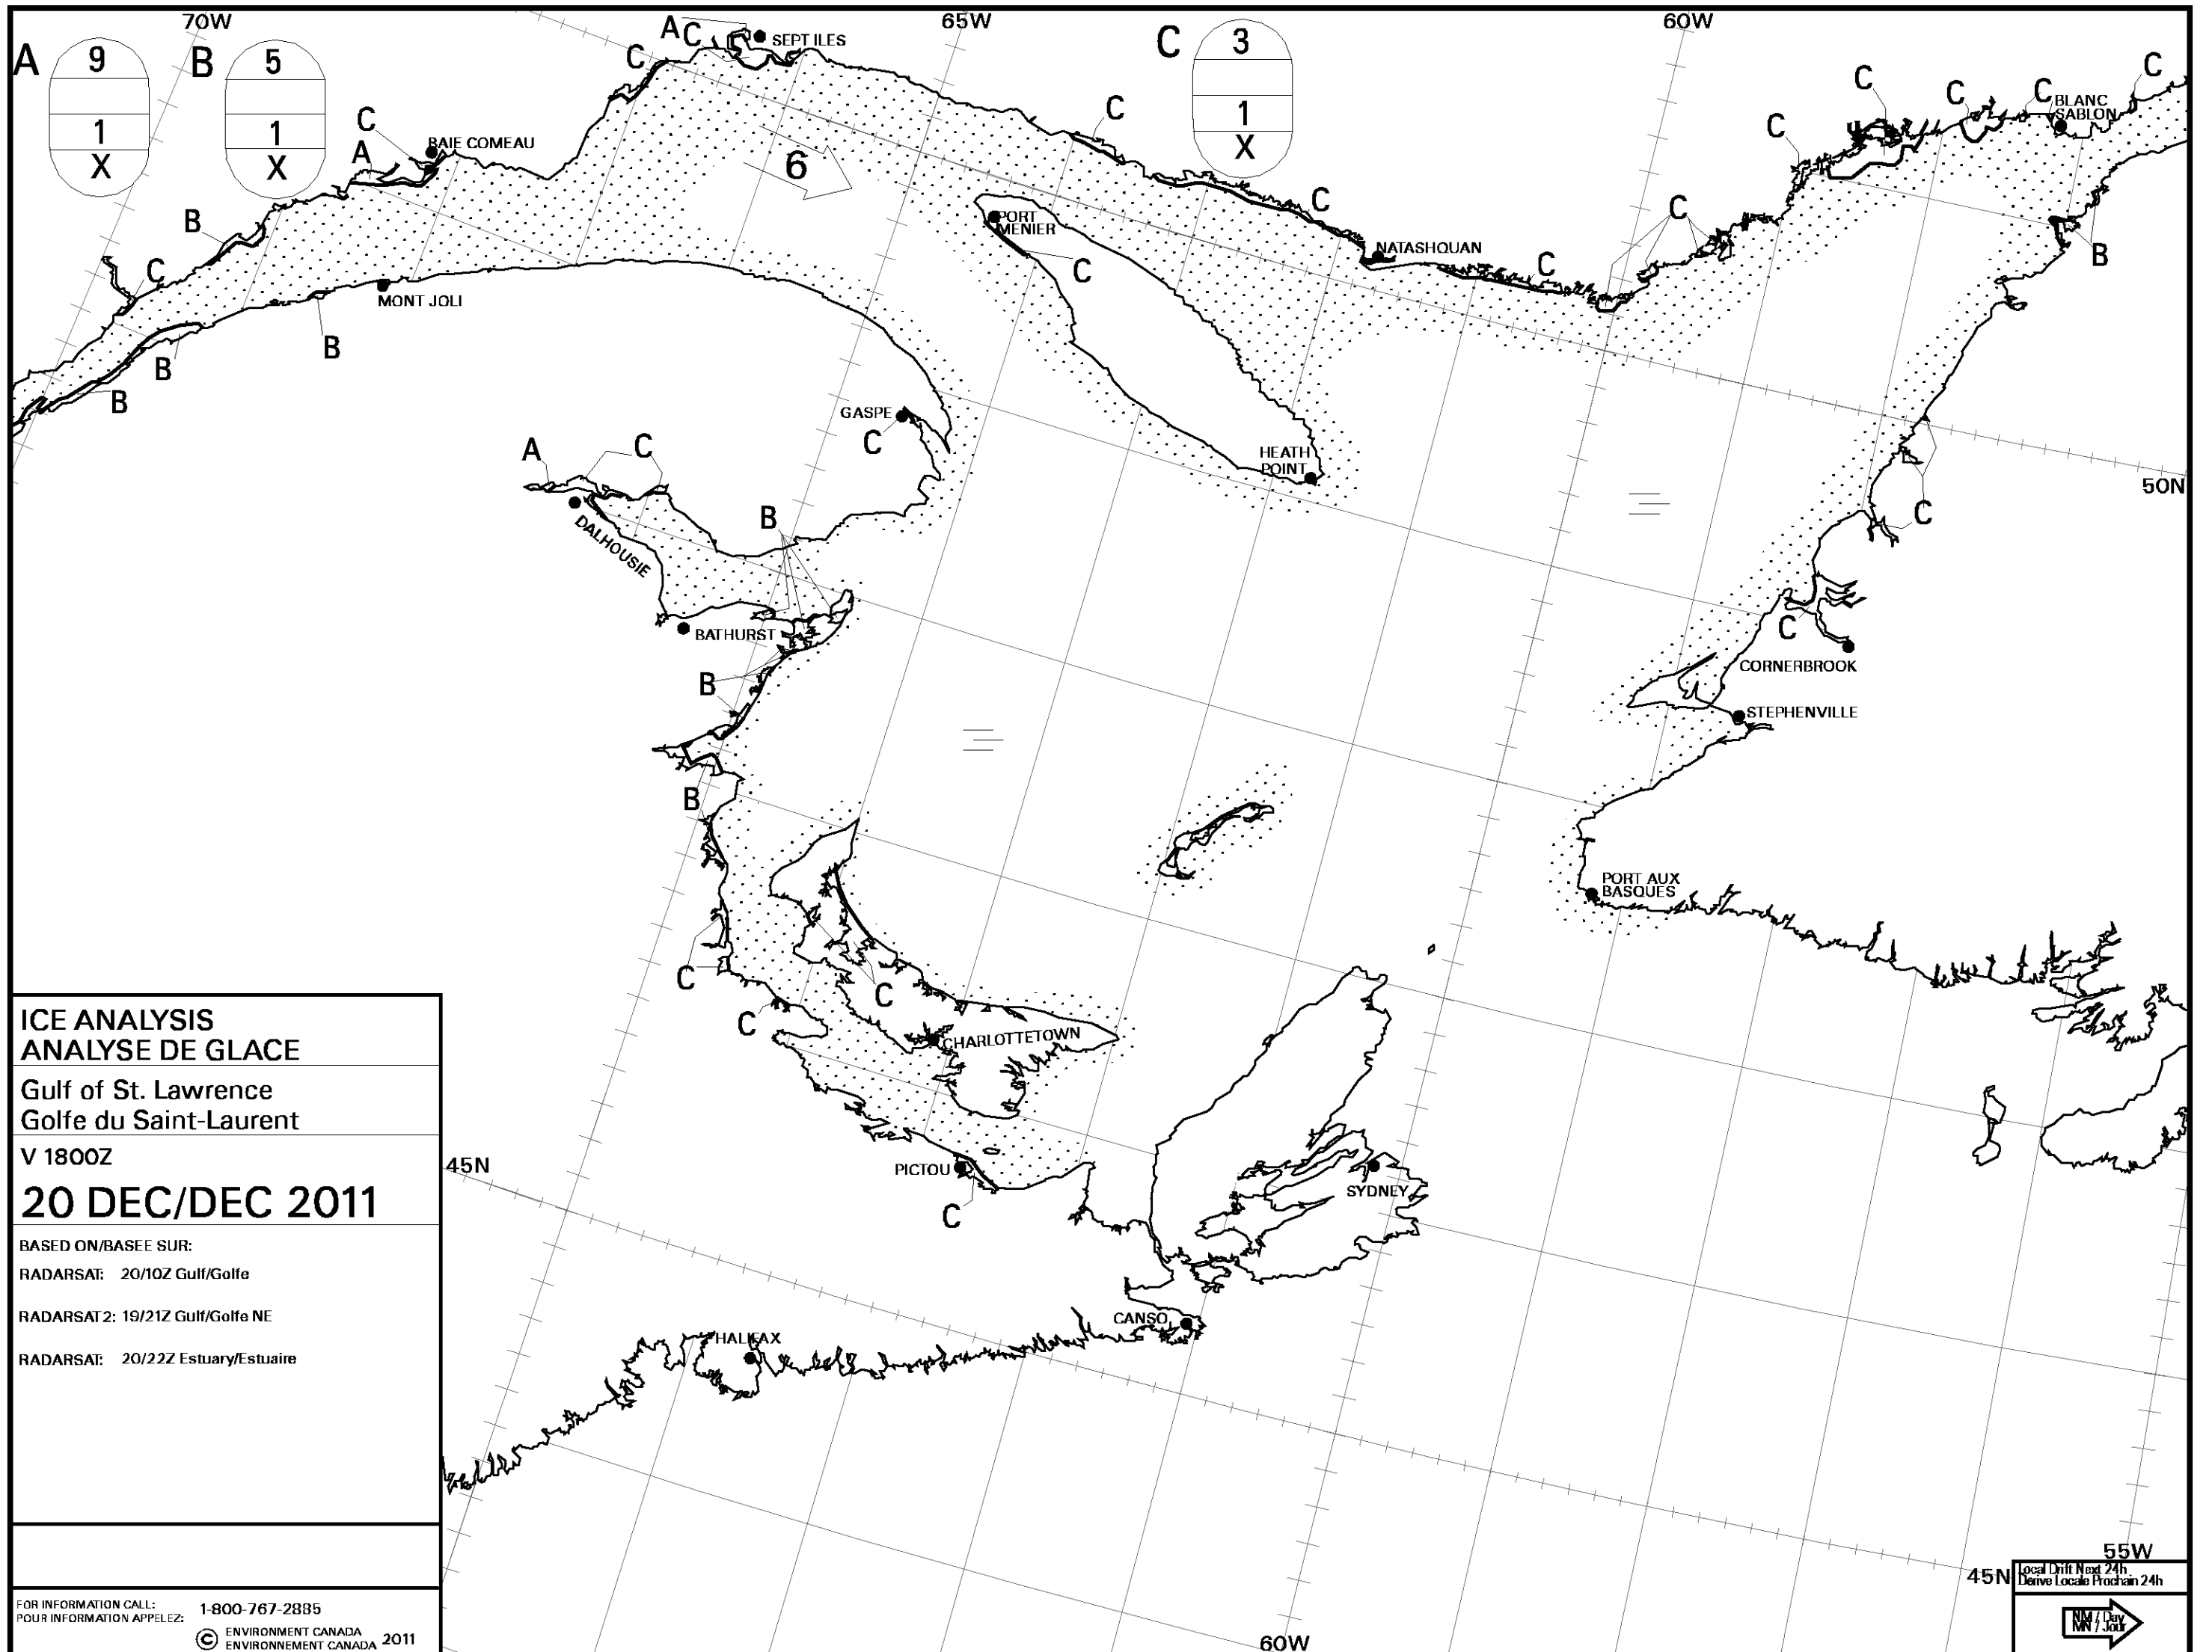 70W
65W
60W
A
9
1
X
B
5
1
X
C
3
1
X
A
C
SEPT ILES
C
C
BAIE COMEAU
A
B
C
6
C
C
C
C
C
C
BLANC
SABLON
C
PORT
MENIER
C
C
NATASHQUAN
C
C
B
MONT JOLI
B
B
B
GASPE
C
HEATH
POINT
50N
A
C
DALHOUSIE
B
C
BATHURST
B
C
CORNERBROOK
STEPHENVILLE
B
PORT AUX
BASQUES
C
C
C
CHARLOTTETOWN
45N
PICTOU
C
SYDNEY
CANSO
HALIFAX
ICE ANALYSIS
ANALYSE DE GLACE
Gulf of St. Lawrence
Golfe du Saint-Laurent
V 1800Z
20 DEC/DEC 2011
BASED ON/BASEE SUR:
RADARSAT: 20/10Z Gulf/Golfe
RADARSAT2: 19/21Z Gulf/Golfe NE
RADARSAT: 20/22Z Estuary/Estuaire
FOR INFORMATION CALL:
POUR INFORMATION APPELEZ:
1-800-767-2885
© ENVIRONMENT CANADA
ENVIRONNEMENT CANADA 2011
55W
45N
60W
Local Drift Next 24h
Dérive Locale Prochain 24h
NM / Day
MN / Jour